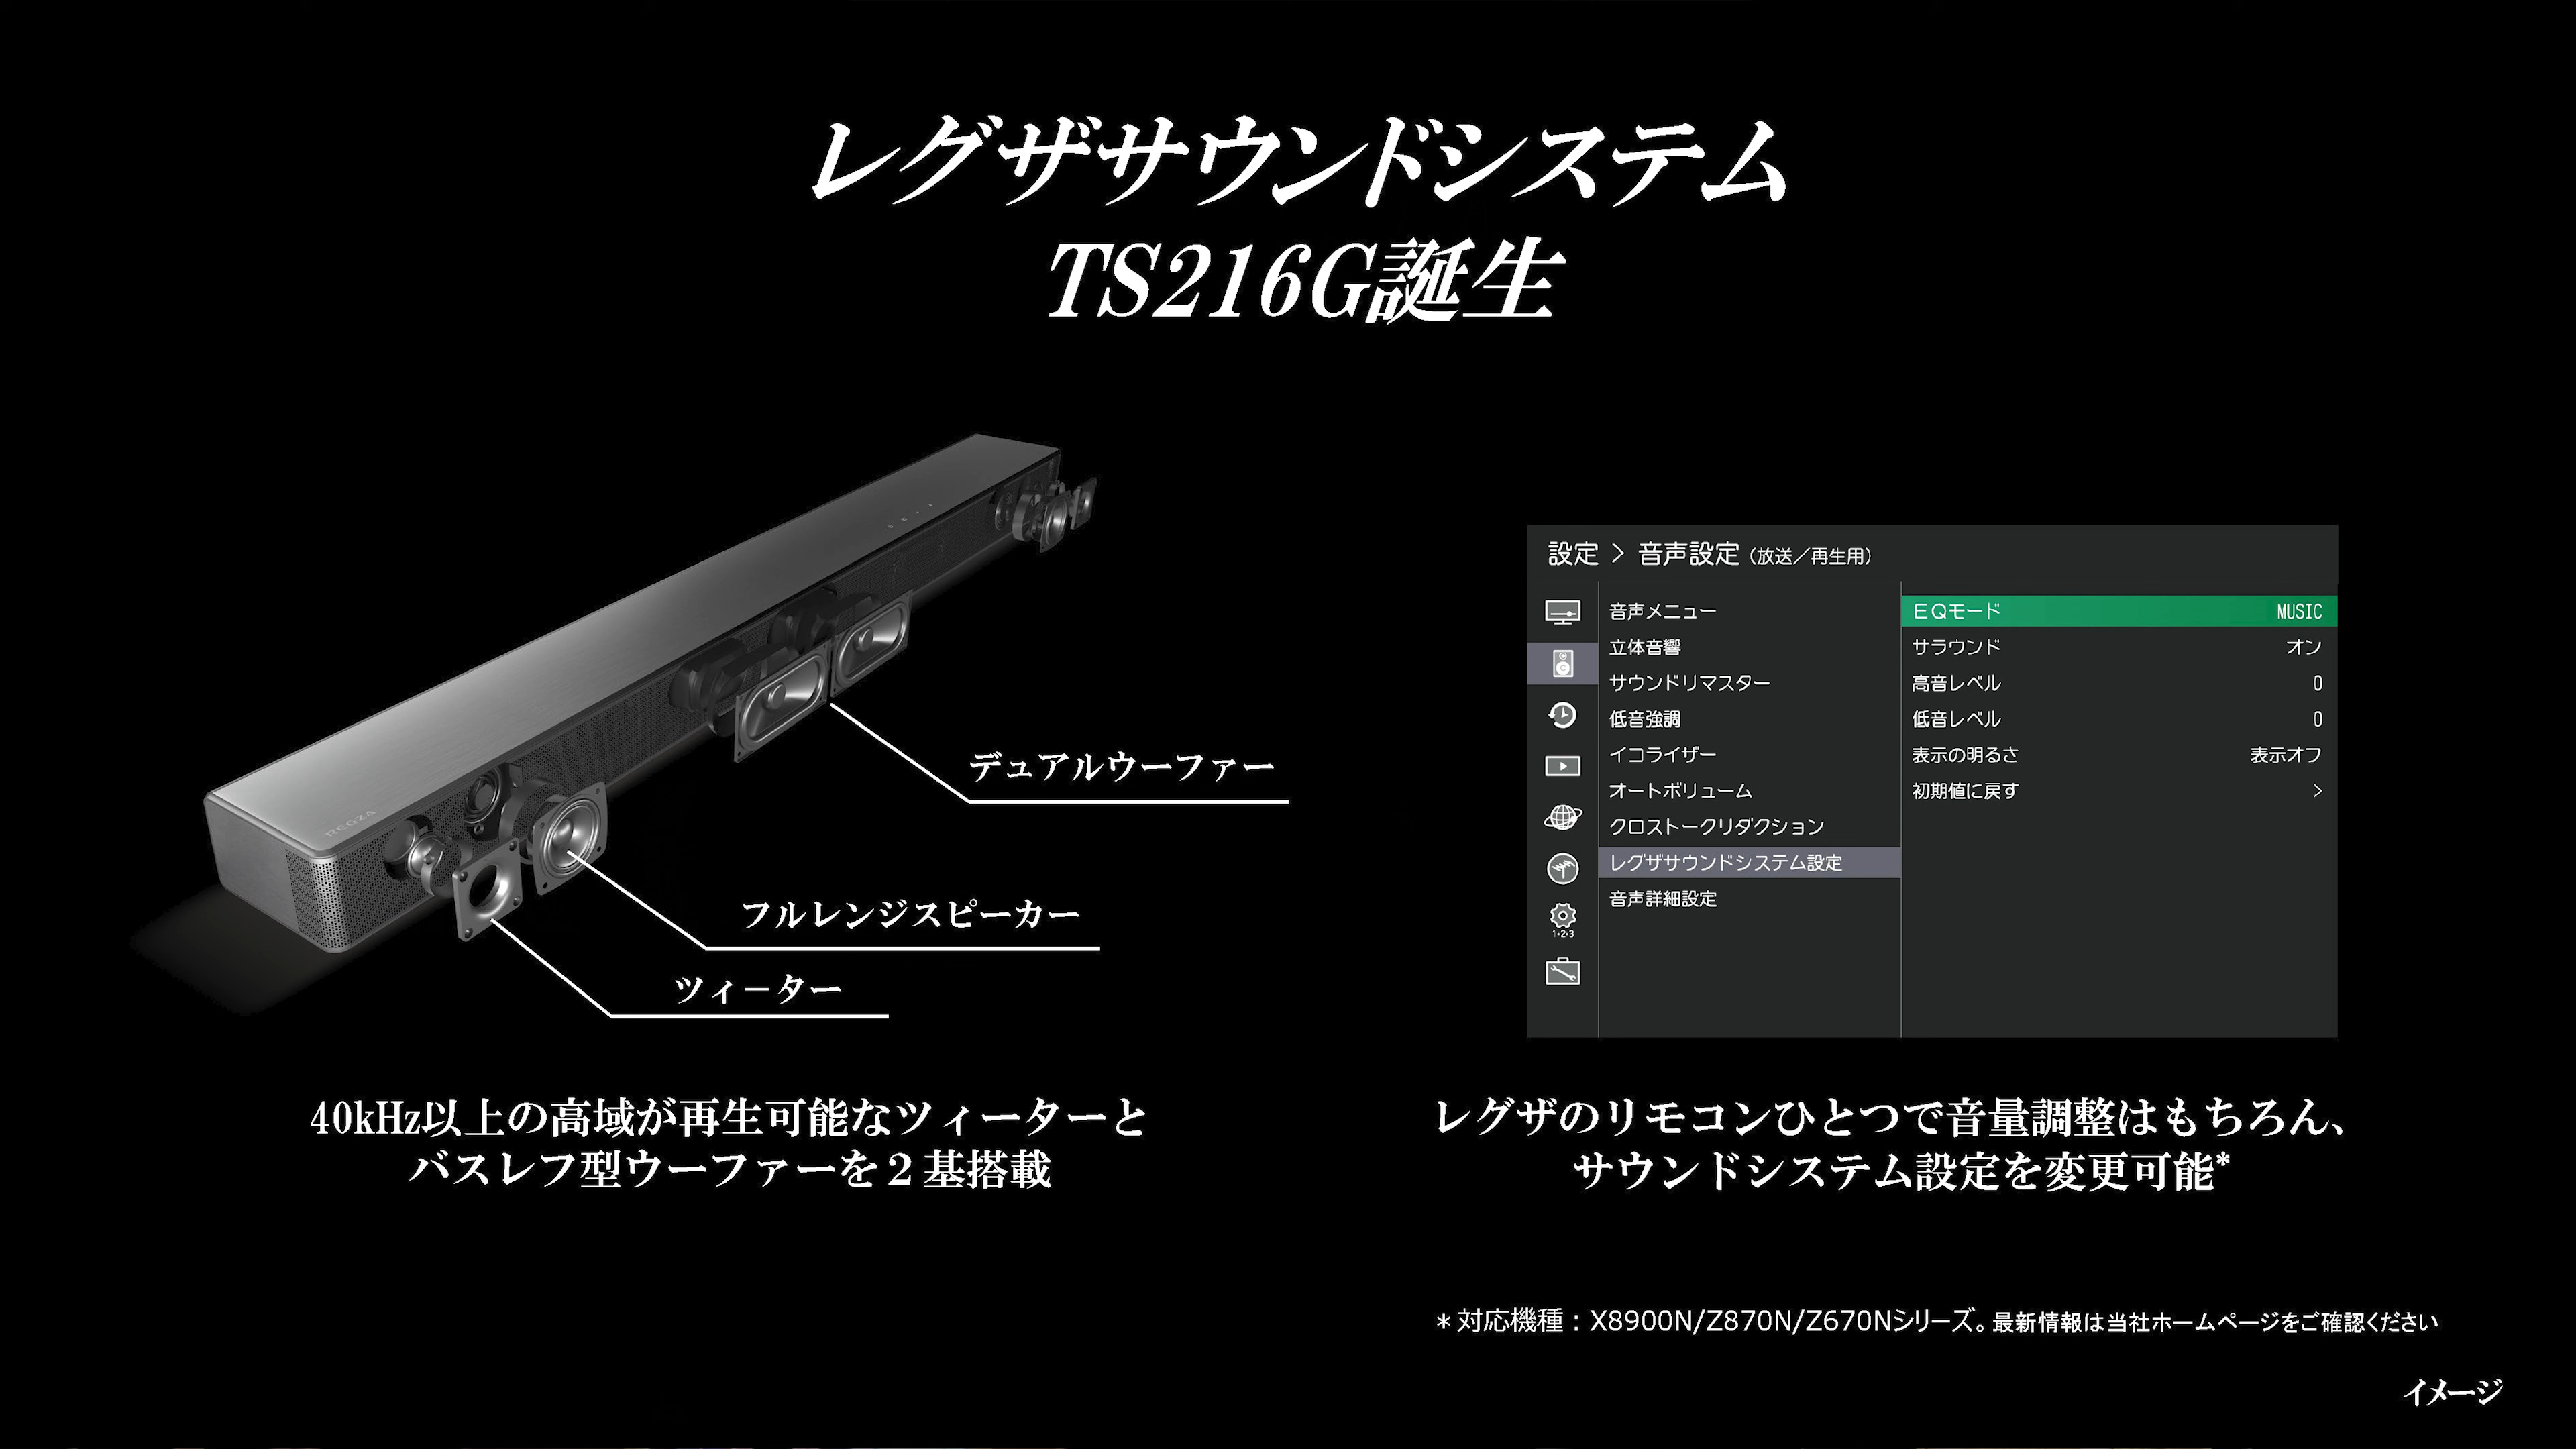 レグザサウンドシステム
TS216G誕生
REGZA
デュアルウーファー
フルレンジスピーカー
ツィーター
40kHz以上の高域が再生可能なツィーターと
バスレフ型ウーファーを２基搭載
設定 > 音声設定（放送／再生用）
音声メニュー
立体音響
サウンドリマスター
低音強調
イコライザー
オートボリューム
クロストークリダクション
レグザサウンドシステム設定
音声詳細設定
1・2・3
ＥＱモード MUSIC
サラウンド オン
高音レベル 0
低音レベル 0
表示の明るさ 表示オフ
初期値に戻す >
レグザのリモコンひとつで音量調整はもちろん、
サウンドシステム設定を変更可能*
＊対応機種：X8900N/Z870N/Z670Nシリーズ。最新情報は当社ホームページをご確認ください
イメージ